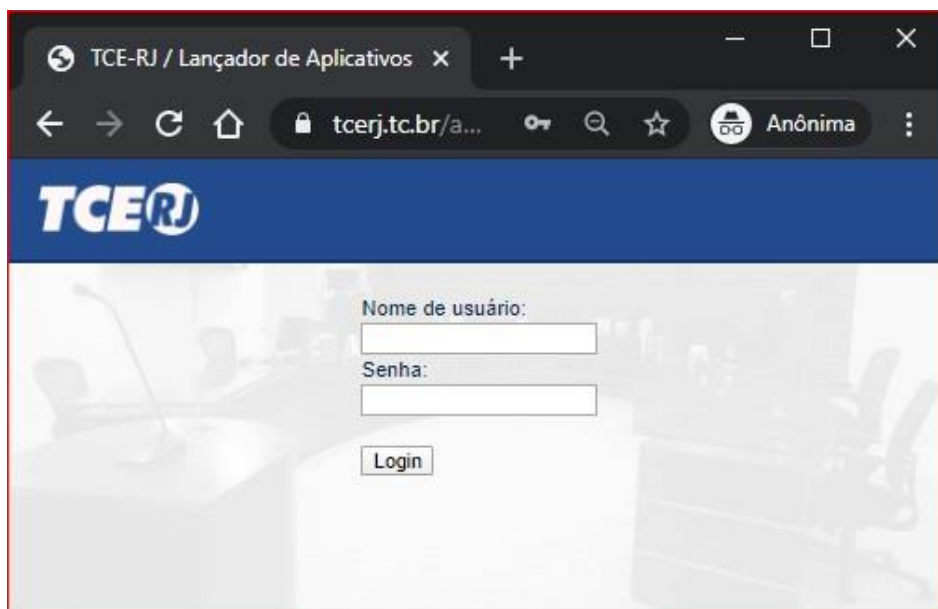 TCE-RJ / Lançador de Aplicativos
tcerj.tc.br/a...
Anônima
TCERJ
Nome de usuário:
Senha:
Login